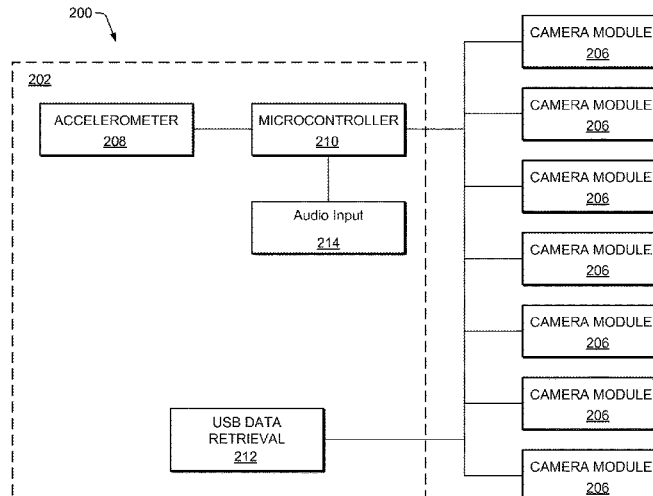 200
202
ACCELEROMETER
208
MICROCONTROLLER
210
Audio Input
214
USB DATA
RETRIEVAL
212
CAMERA MODULE
206
CAMERA MODULE
206
CAMERA MODULE
206
CAMERA MODULE
206
CAMERA MODULE
206
CAMERA MODULE
206
CAMERA MODULE
206